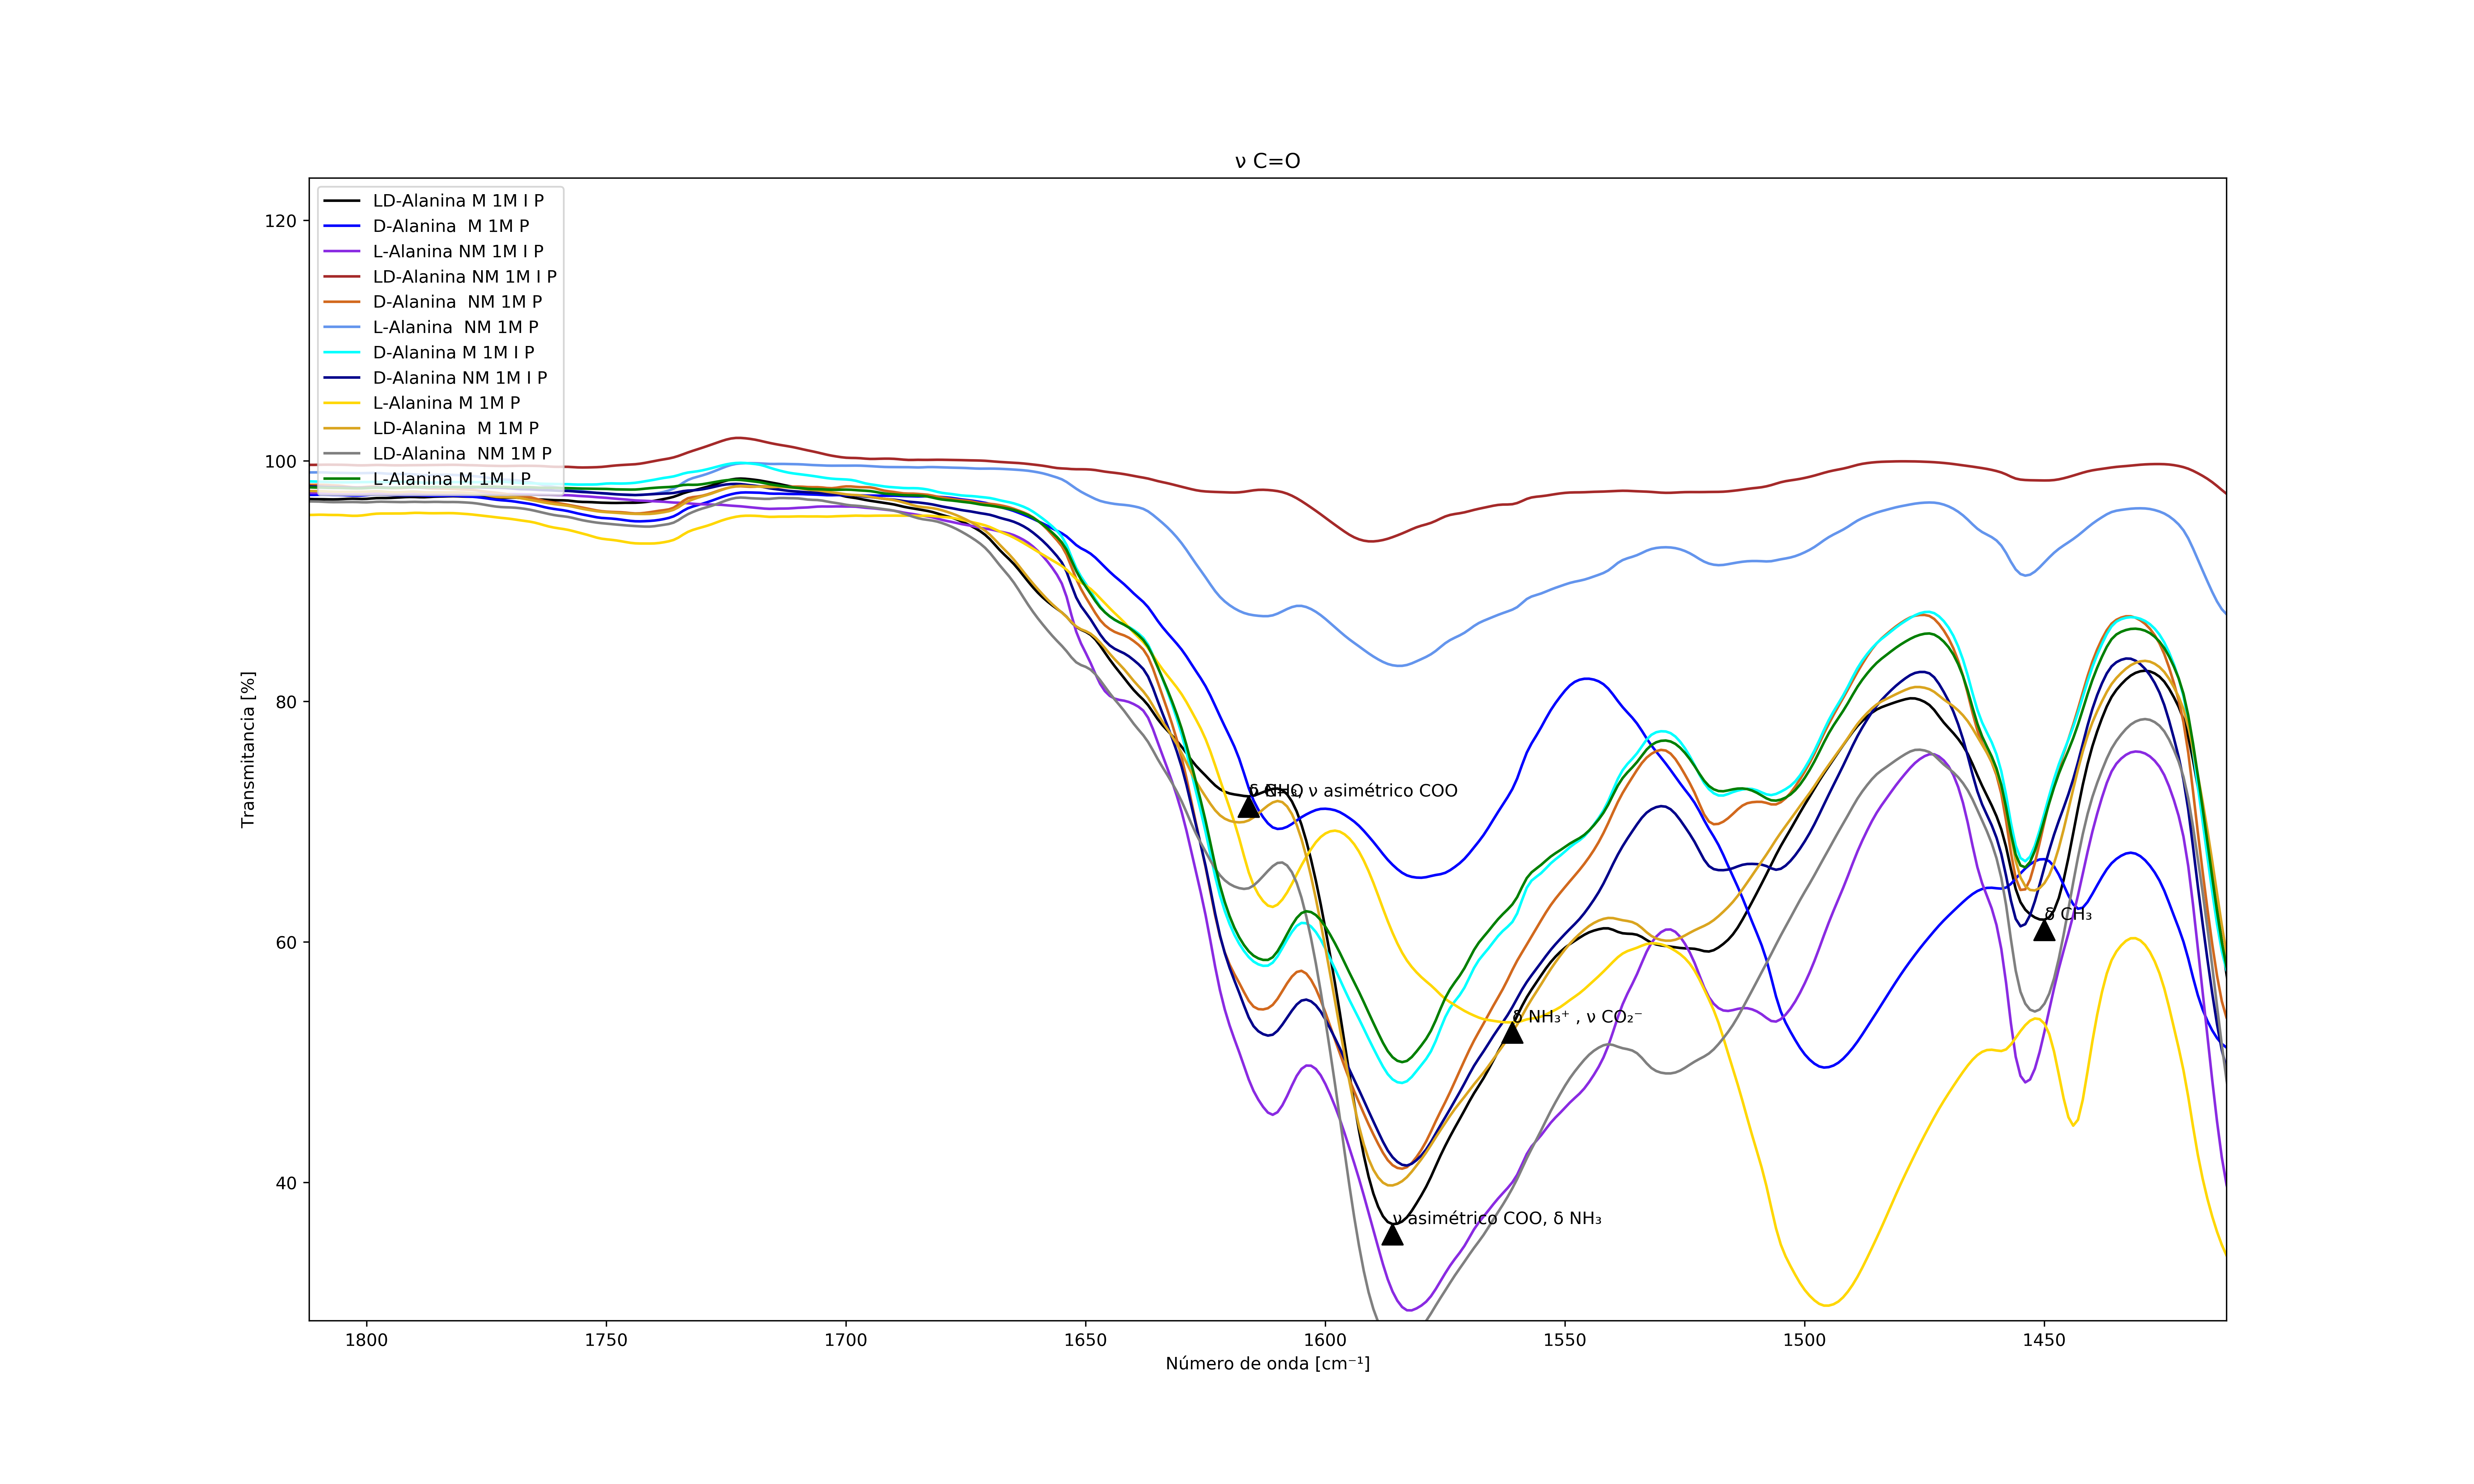 ν C=O
120
100
80
60
40
Transmitancia [%]
LD-Alanina M 1M I P
D-Alanina  M 1M P
L-Alanina NM 1M I P
LD-Alanina NM 1M I P
D-Alanina  NM 1M P
L-Alanina  NM 1M P
D-Alanina M 1M I P
D-Alanina NM 1M I P
L-Alanina M 1M P
LD-Alanina  M 1M P
LD-Alanina  NM 1M P
L-Alanina M 1M I P
δ NH₃, ν asimétrico COO
δ CH₃
δ NH₃⁺ , ν CO₂⁻
ν asimétrico COO, δ NH₃
1800 1750 1700 1650 1600 1550 1500 1450
Número de onda [cm⁻¹]